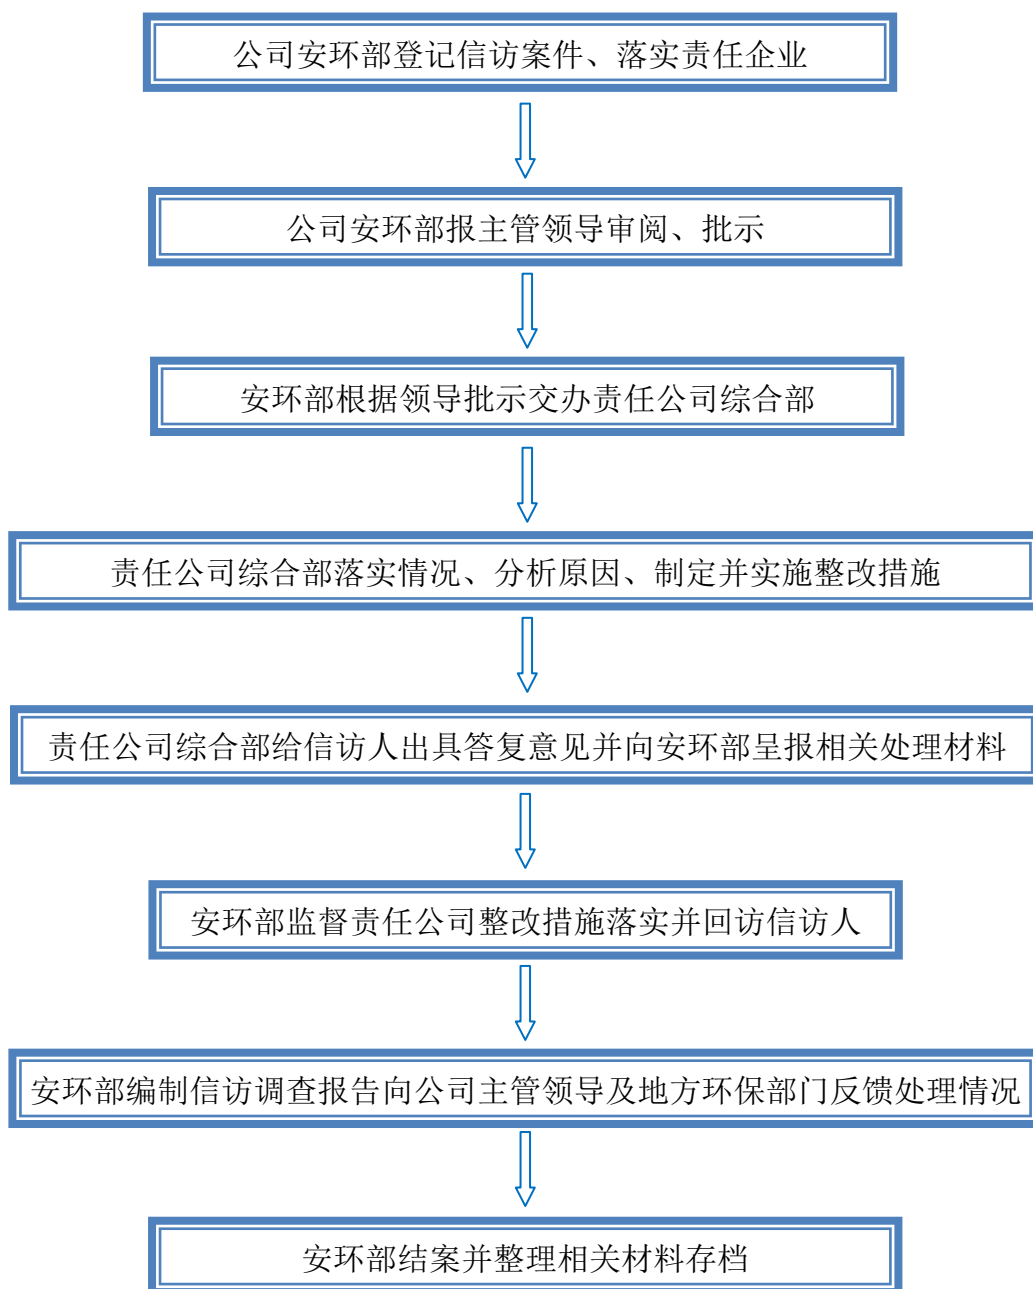 公司安环部登记信访案件、落实责任企业
公司安环部报主管领导审阅、批示
安环部根据领导批示交办责任公司综合部
责任公司综合部落实情况、分析原因、制定并实施整改措施
责任公司综合部给信访人出具答复意见并向安环部呈报相关处理材料
安环部监督责任公司整改措施落实并回访信访人
安环部编制信访调查报告向公司主管领导及地方环保部门反馈处理情况
安环部结案并整理相关材料存档